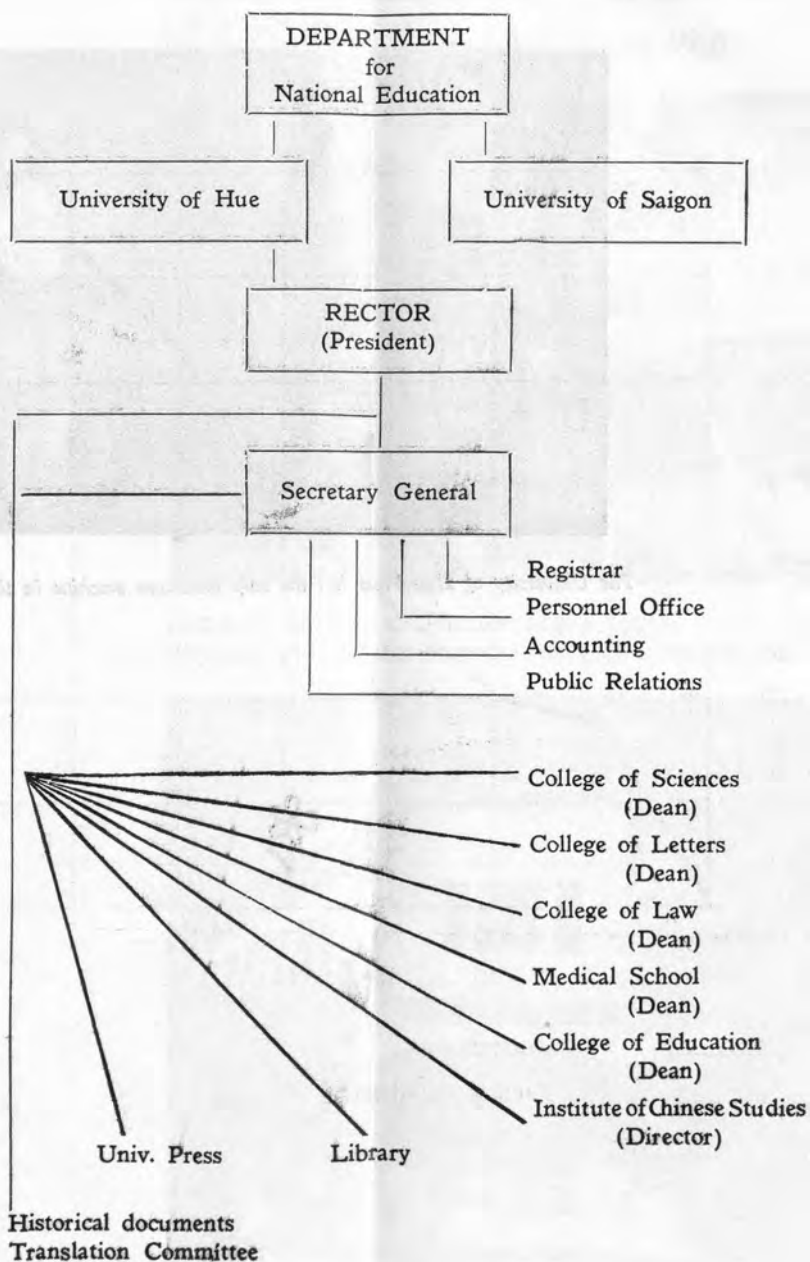 DEPARTMENT
for
National Education
University of Hue
University of Saigon
RECTOR
(President)
Secretary General
Registrar
Personnel Office
Accounting
Public Relations
College of Sciences
(Dean)
College of Letters
(Dean)
College of Law
(Dean)
Medical School
(Dean)
College of Education
(Dean)
Institute of Chinese Studies
(Director)
Univ. Press
Library
Historical documents
Translation Committee